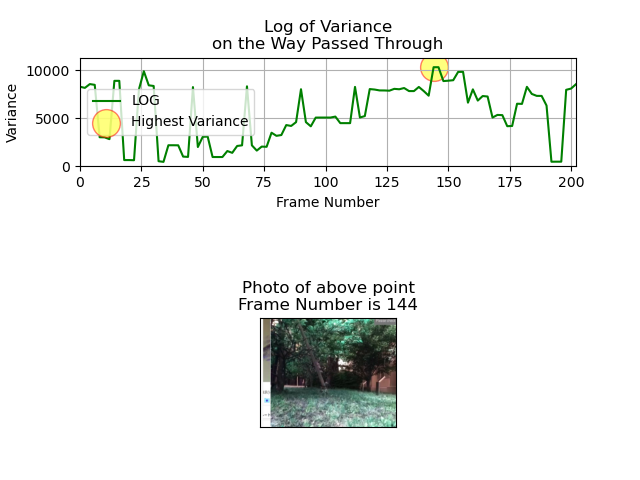 Log of Variance
on the Way Passed Through
Variance
10000
5000
0
LOG
Highest Variance
0 25 50 75 100 125 150 175 200
Frame Number
Photo of above point
Frame Number is 144